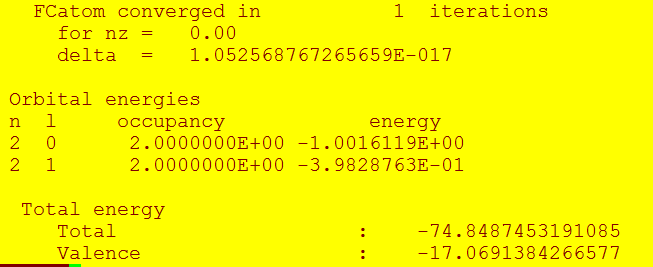 FCatom converged in 1 iterations
for nz = 0.00
delta = 1.052568767265659E-017
Orbital energies
n l occupancy energy
2 0 2.0000000E+00 -1.0016119E+00
2 1 2.0000000E+00 -3.9828763E-01
Total energy
Total : -74.8487453191085
Valence : -17.0691384266577